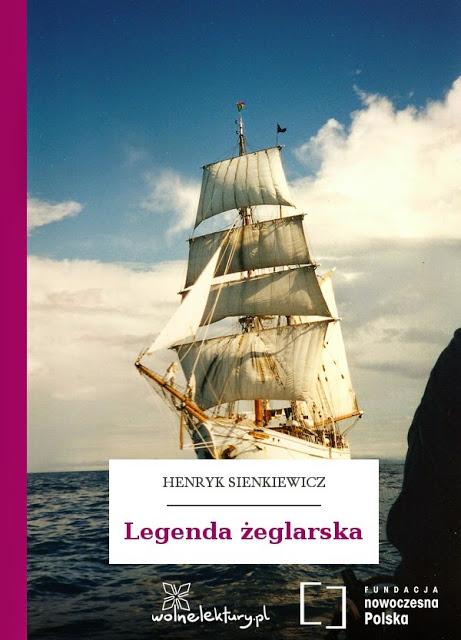 HENRYK SIENKIEWICZ
Legenda żeglarska
wolnelektury.pl
FUNDACJA
nowoczesna
Polska